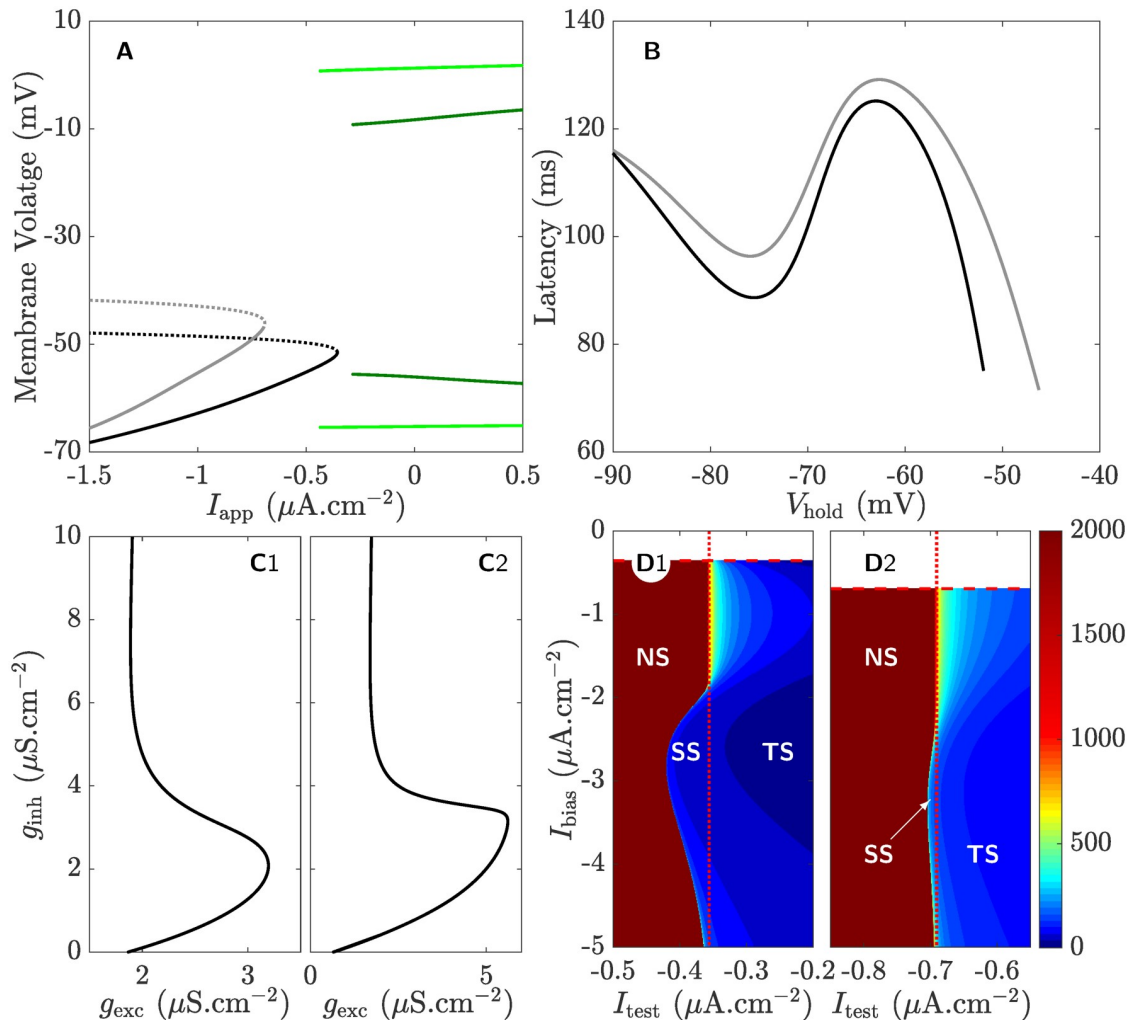 A
10
-10
-30
-50
-70
Membrane Volatge (mV)
-1.5 -1 -0.5 0 0.5
I_app (μA.cm⁻²)
B
140
120
100
80
60
Latency (ms)
-90 -80 -70 -60 -50 -40
V_hold (mV)
C1
10
8
6
4
2
0
g_inh (μS.cm⁻²)
2 3
g_exc (μS.cm⁻²)
C2
0 5
g_exc (μS.cm⁻²)
D1
0
-1
-2
-3
-4
-5
I_bias (μA.cm⁻²)
NS
SS
TS
-0.5 -0.4 -0.3 -0.2
I_test (μA.cm⁻²)
D2
NS
SS
TS
-0.8 -0.7 -0.6
I_test (μA.cm⁻²)
2000
1500
1000
500
0